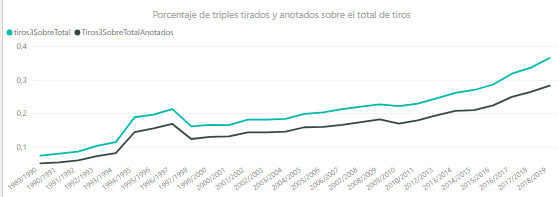 Porcentaje de triples tirados y anotados sobre el total de tiros
tiros3SobreTotal Tiros3SobreTotalAnotados
0,4
0,3
0,2
0,1
1989/1990 1990/1991 1991/1992 1992/1993 1993/1994 1994/1995 1995/1996 1996/1997 1997/1998 1998/1999 1999/2000 2000/2001 2001/2002 2002/2003 2003/2004 2004/2005 2005/2006 2006/2007 2007/2008 2008/2009 2009/2010 2010/2011 2011/2012 2012/2013 2013/2014 2014/2015 2015/2016 2016/2017 2017/2018 2018/2019